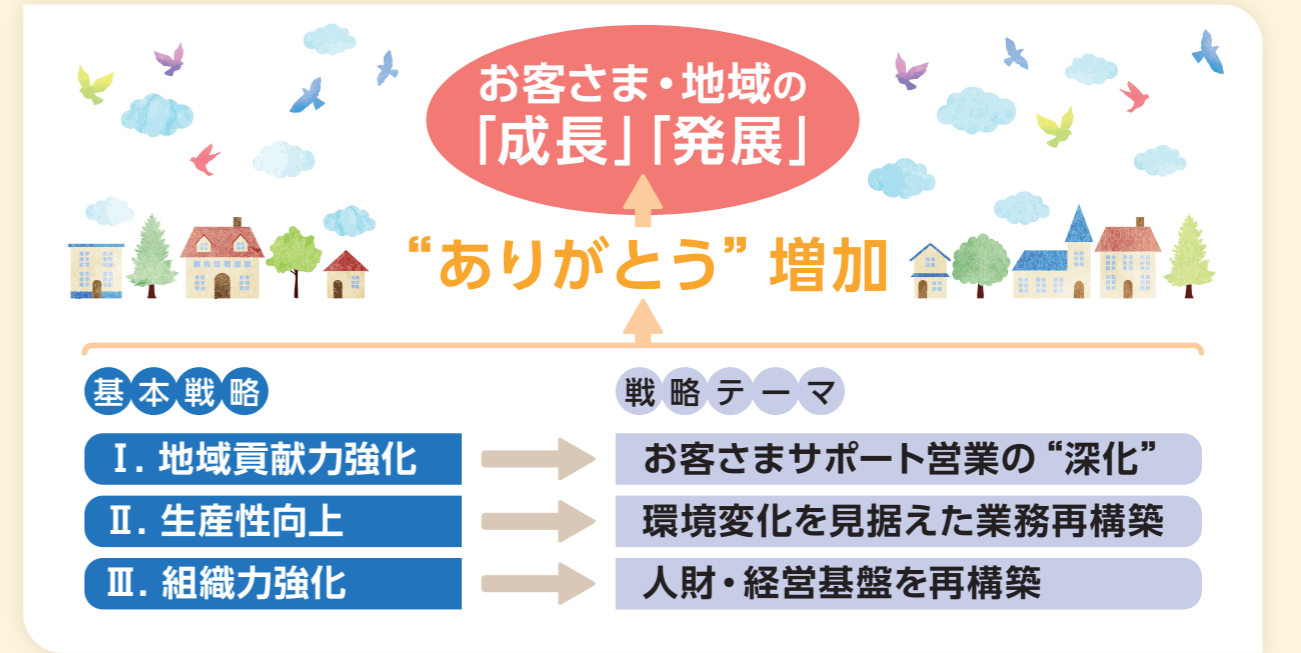 お客さま・地域の
「成長」「発展」
“ありがとう” 増加
基本戦略
戦略テーマ
Ⅰ. 地域貢献力強化
お客さまサポート営業の“深化”
Ⅱ. 生産性向上
環境変化を見据えた業務再構築
Ⅲ. 組織力強化
人財・経営基盤を再構築